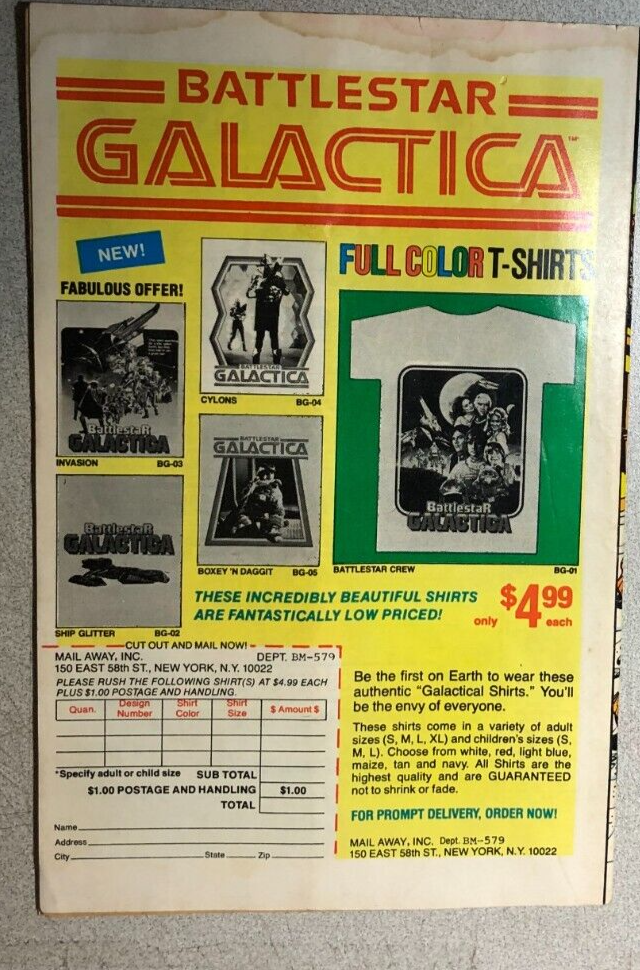 BATTLESTAR
GALACTICA™
NEW!
FABULOUS OFFER!
FULL COLOR T-SHIRTS
BattlestaR
GALACTICA
INVASION BG-03
BATTLESTAR
GALACTICA
CYLONS BG-04
BattlestaR
GALACTICA
SHIP GLITTER BG-02
BATTLESTAR
GALACTICA
BOXEY 'N DAGGIT BG-05
BattlestaR
GALACTICA
BATTLESTAR CREW BG-01
THESE INCREDIBLY BEAUTIFUL SHIRTS
ARE FANTASTICALLY LOW PRICED!
only $4.99 each
CUT OUT AND MAIL NOW!
MAIL AWAY, INC. DEPT. BM-579
150 EAST 58th ST., NEW YORK, N.Y. 10022
PLEASE RUSH THE FOLLOWING SHIRT(S) AT $4.99 EACH
PLUS $1.00 POSTAGE AND HANDLING.
Quan. Design Number Shirt Color Shirt Size $ Amount $
*Specify adult or child size SUB TOTAL
$1.00 POSTAGE AND HANDLING $1.00
TOTAL
Name
Address
City State Zip
Be the first on Earth to wear these
authentic "Galactical Shirts." You'll
be the envy of everyone.
These shirts come in a variety of adult
sizes (S, M, L, XL) and children's sizes (S,
M, L). Choose from white, red, light blue,
maize, tan and navy. All Shirts are the
highest quality and are GUARANTEED
not to shrink or fade.
FOR PROMPT DELIVERY, ORDER NOW!
MAIL AWAY, INC. Dept. BM-579
150 EAST 58th ST., NEW YORK, N.Y. 10022